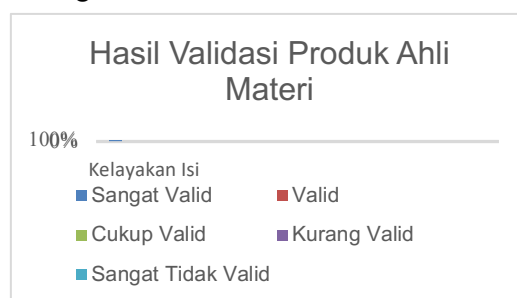 Hasil Validasi Produk Ahli
Materi
100%
Kelayakan Isi
Sangat Valid Valid
Cukup Valid Kurang Valid
Sangat Tidak Valid